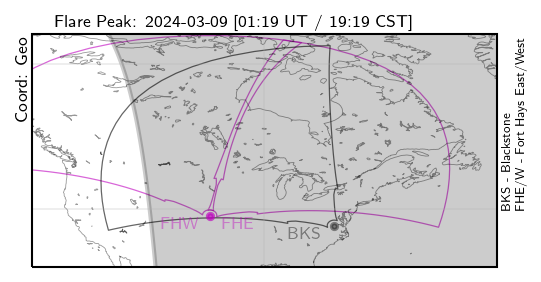 Flare Peak: 2024-03-09 [01:19 UT / 19:19 CST]
Coord: Geo
FHW
FHE
BKS
BKS - Blackstone
FHE/W - Fort Hays East/West